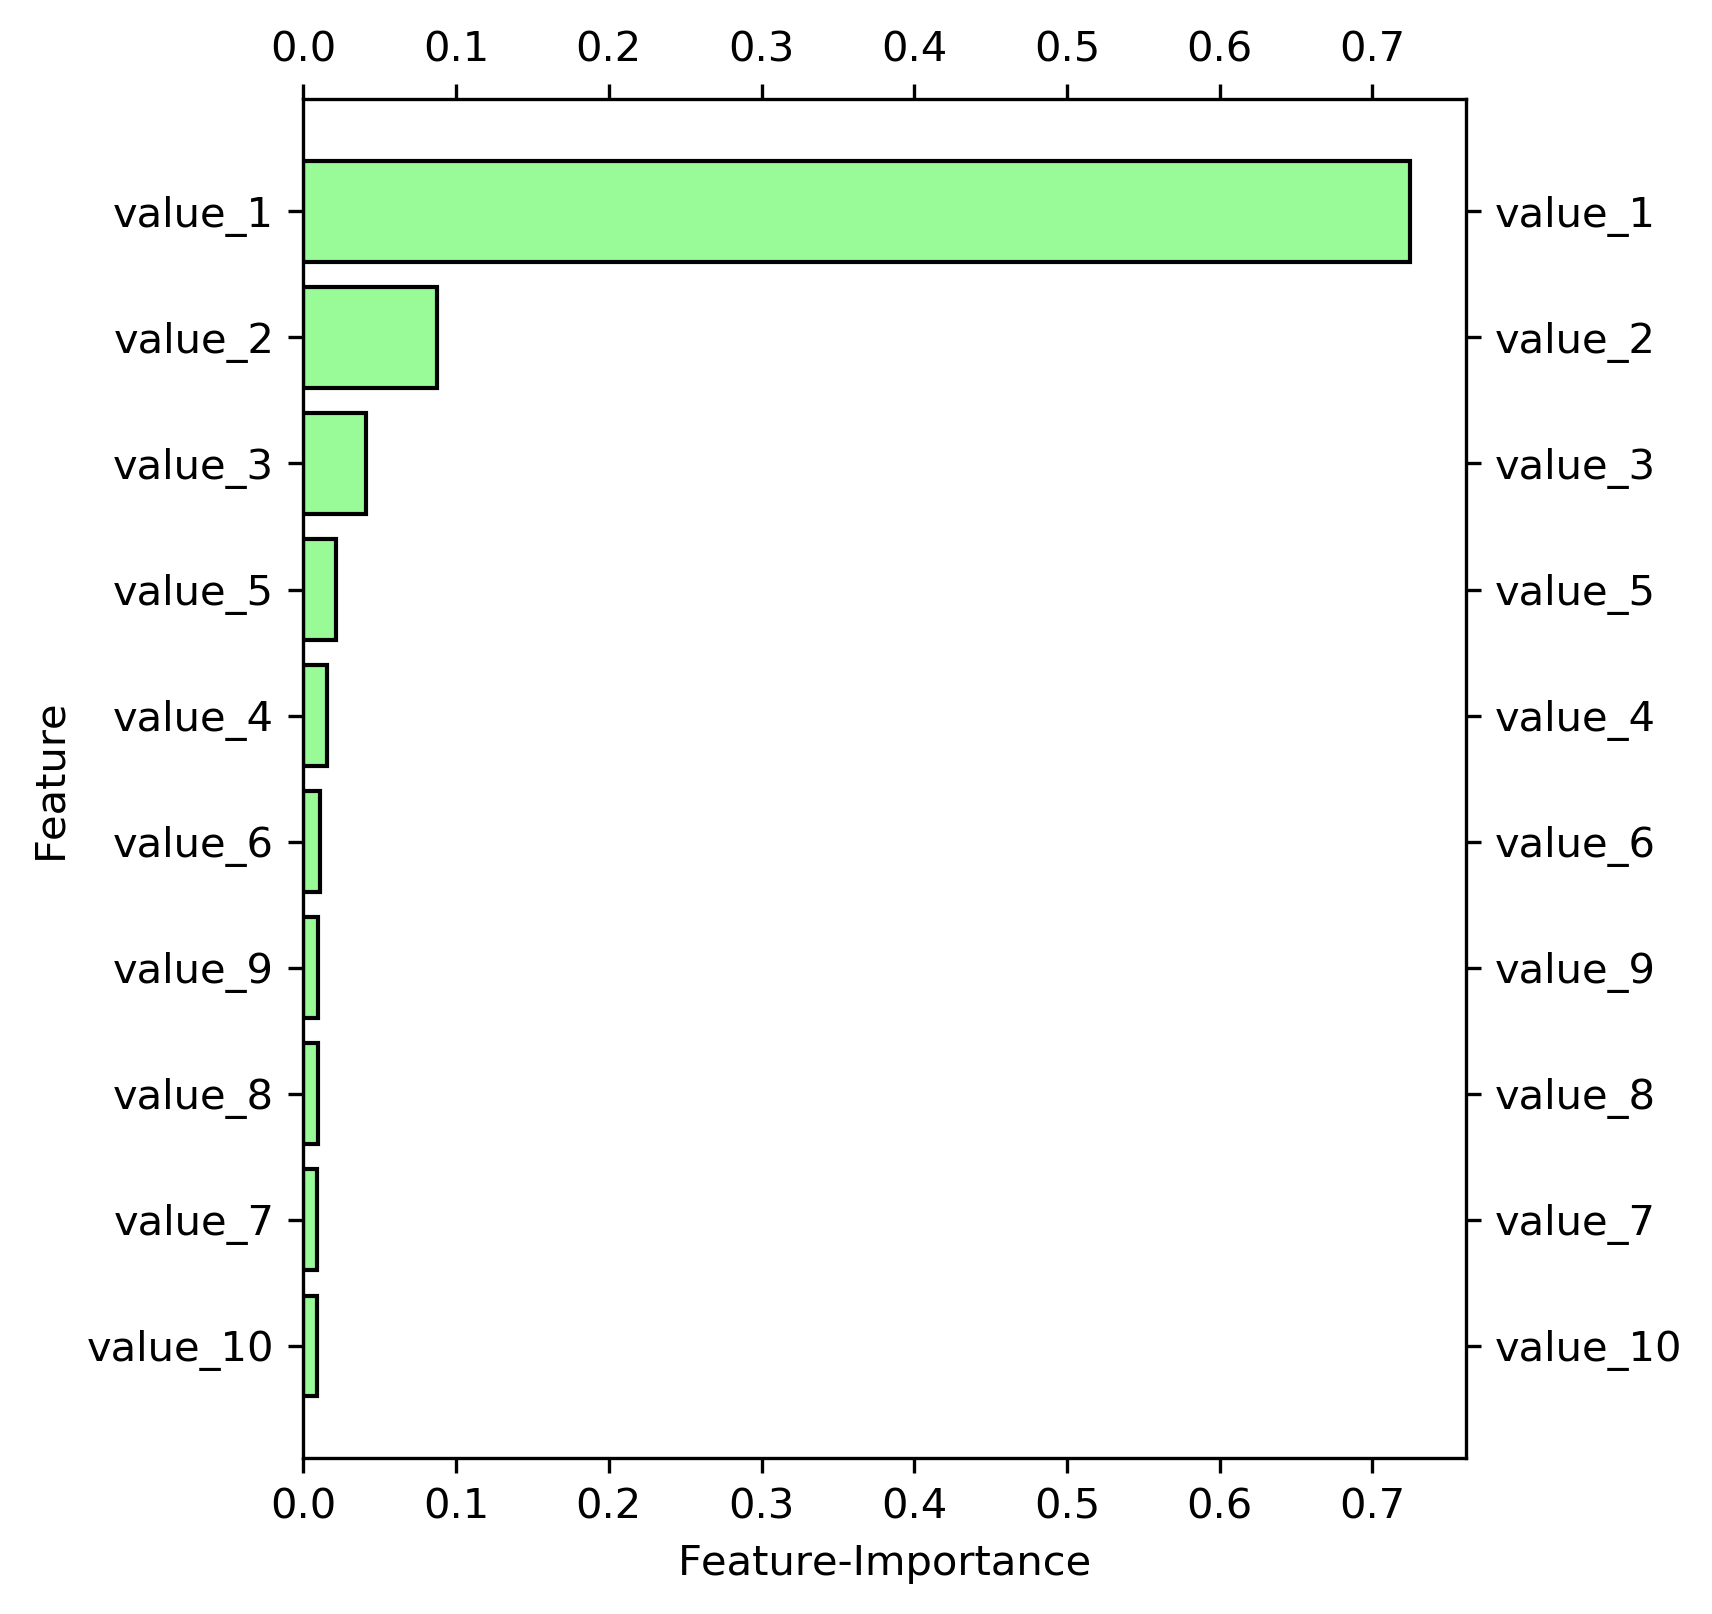 0.0 0.1 0.2 0.3 0.4 0.5 0.6 0.7
value_1 value_1
value_2 value_2
value_3 value_3
value_5 value_5
value_4 value_4
value_6 value_6
value_9 value_9
value_8 value_8
value_7 value_7
value_10 value_10
Feature
0.0 0.1 0.2 0.3 0.4 0.5 0.6 0.7
Feature-Importance